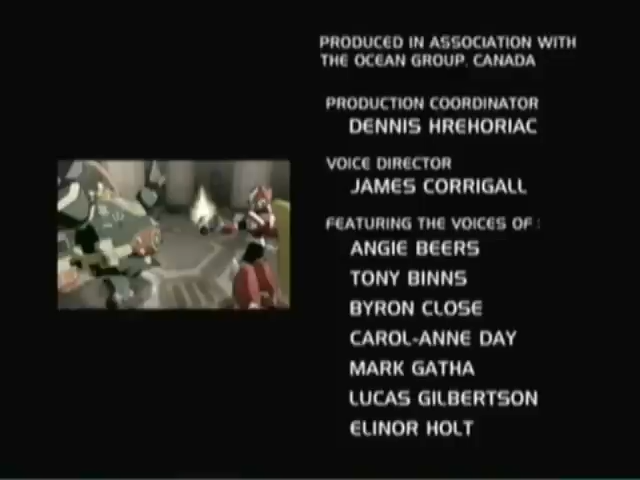 PRODUCED IN ASSOCIATION WITH
THE OCEAN GROUP, CANADA
PRODUCTION COORDINATOR
DENNIS HREHORIAC
VOICE DIRECTOR
JAMES CORRIGALL
FEATURING THE VOICES OF :
ANGIE BEERS
TONY BINNS
BYRON CLOSE
CAROL-ANNE DAY
MARK GATHA
LUCAS GILBERTSON
ELINOR HOLT